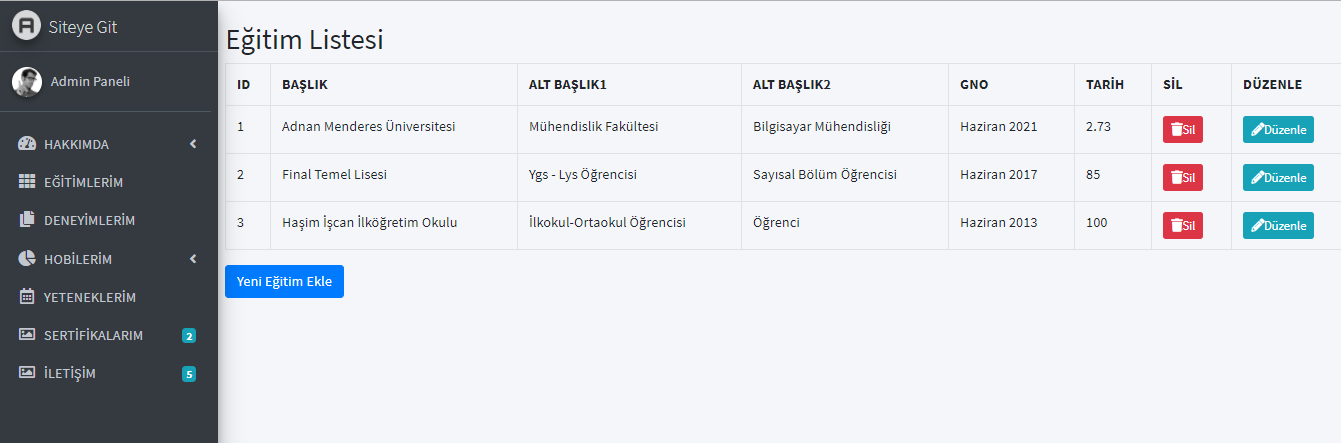 Siteye Git
Admin Paneli
HAKKIMDA
EĞİTİMLERİM
DENEYİMLERİM
HOBİLERİM
YETENEKLERİM
SERTİFİKALARIM 2
İLETİŞİM 5
Eğitim Listesi
ID BAŞLIK ALT BAŞLIK1 ALT BAŞLIK2 GNO TARİH SİL DÜZENLE
1 Adnan Menderes Üniversitesi Mühendislik Fakültesi Bilgisayar Mühendisliği Haziran 2021 2.73 Sil Düzenle
2 Final Temel Lisesi Ygs - Lys Öğrencisi Sayısal Bölüm Öğrencisi Haziran 2017 85 Sil Düzenle
3 Haşim İşcan İlköğretim Okulu İlkokul-Ortaokul Öğrencisi Öğrenci Haziran 2013 100 Sil Düzenle
Yeni Eğitim Ekle